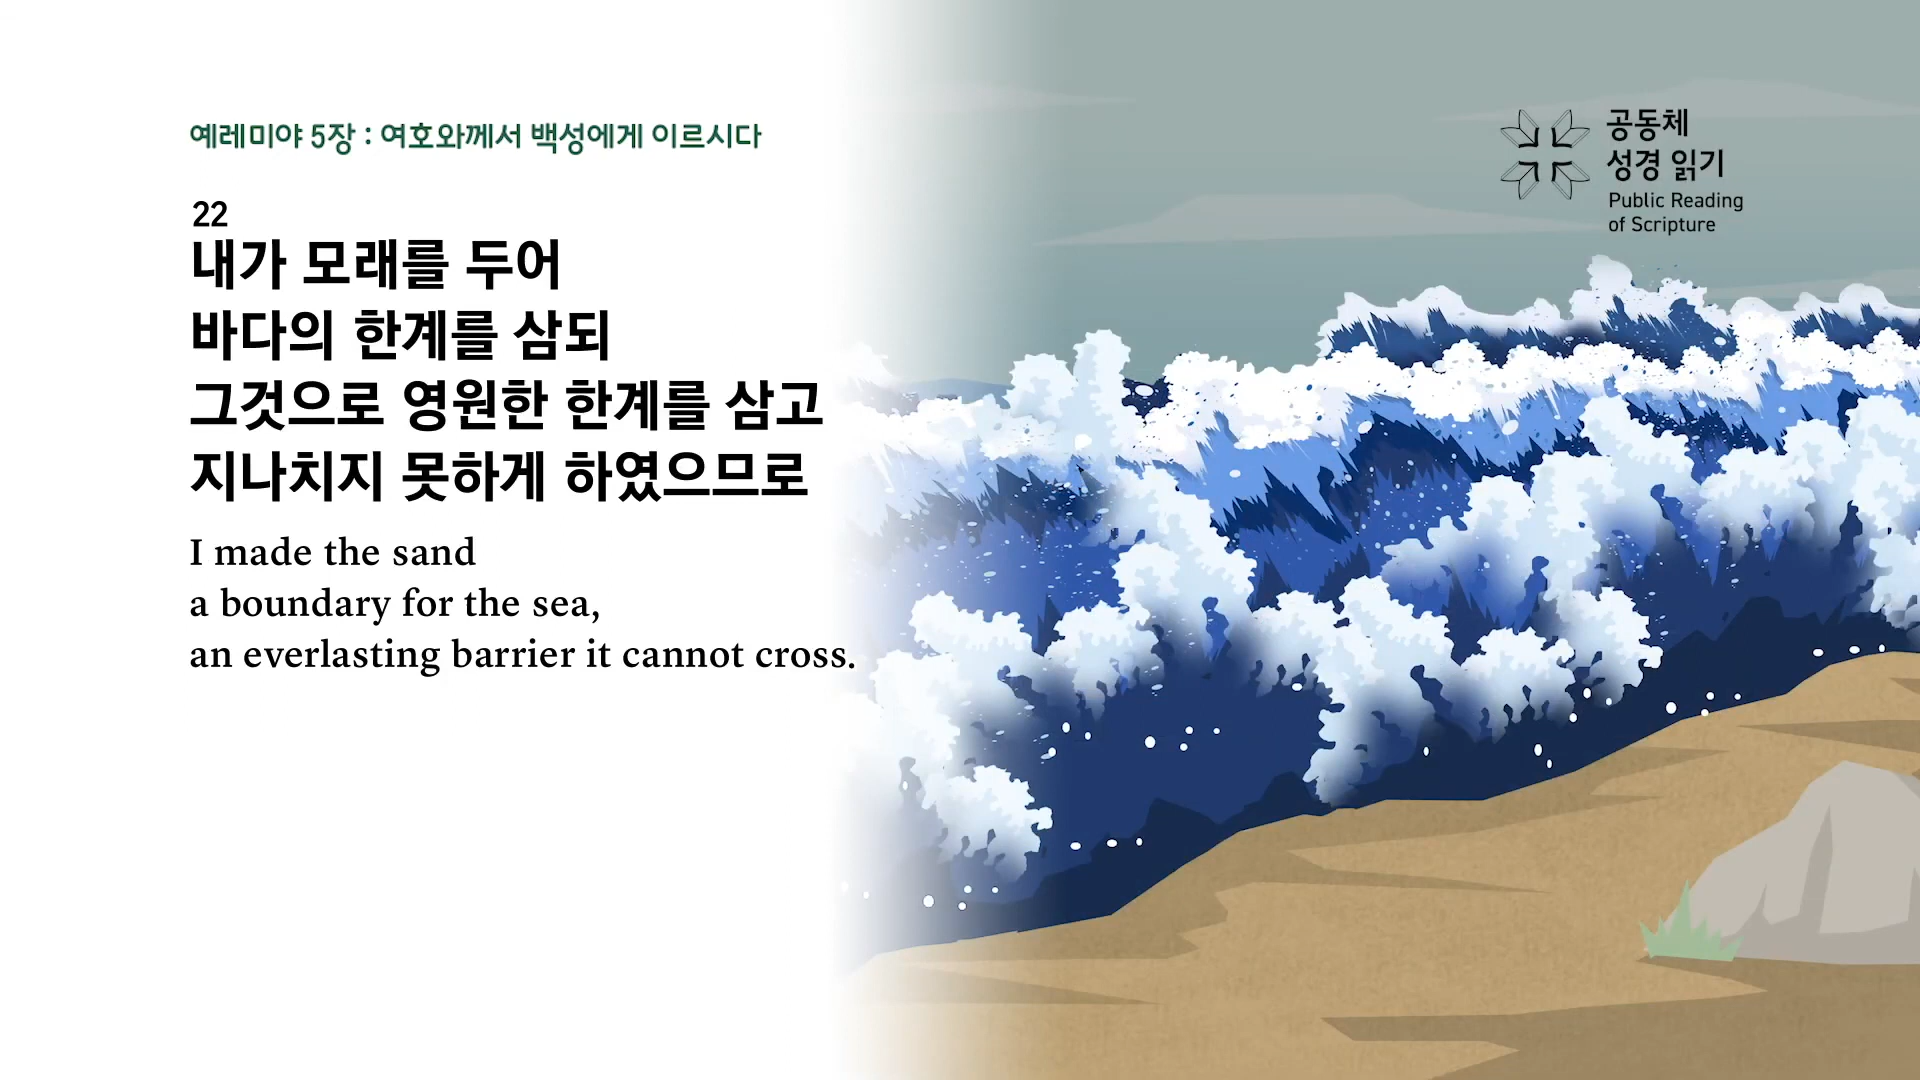 예레미야 5장 : 여호와께서 백성에게 이르시다
22
내가 모래를 두어
바다의 한계를 삼되
그것으로 영원한 한계를 삼고
지나치지 못하게 하였으므로
I made the sand
a boundary for the sea,
an everlasting barrier it cannot cross.
공동체
성경 읽기
Public Reading
of Scripture